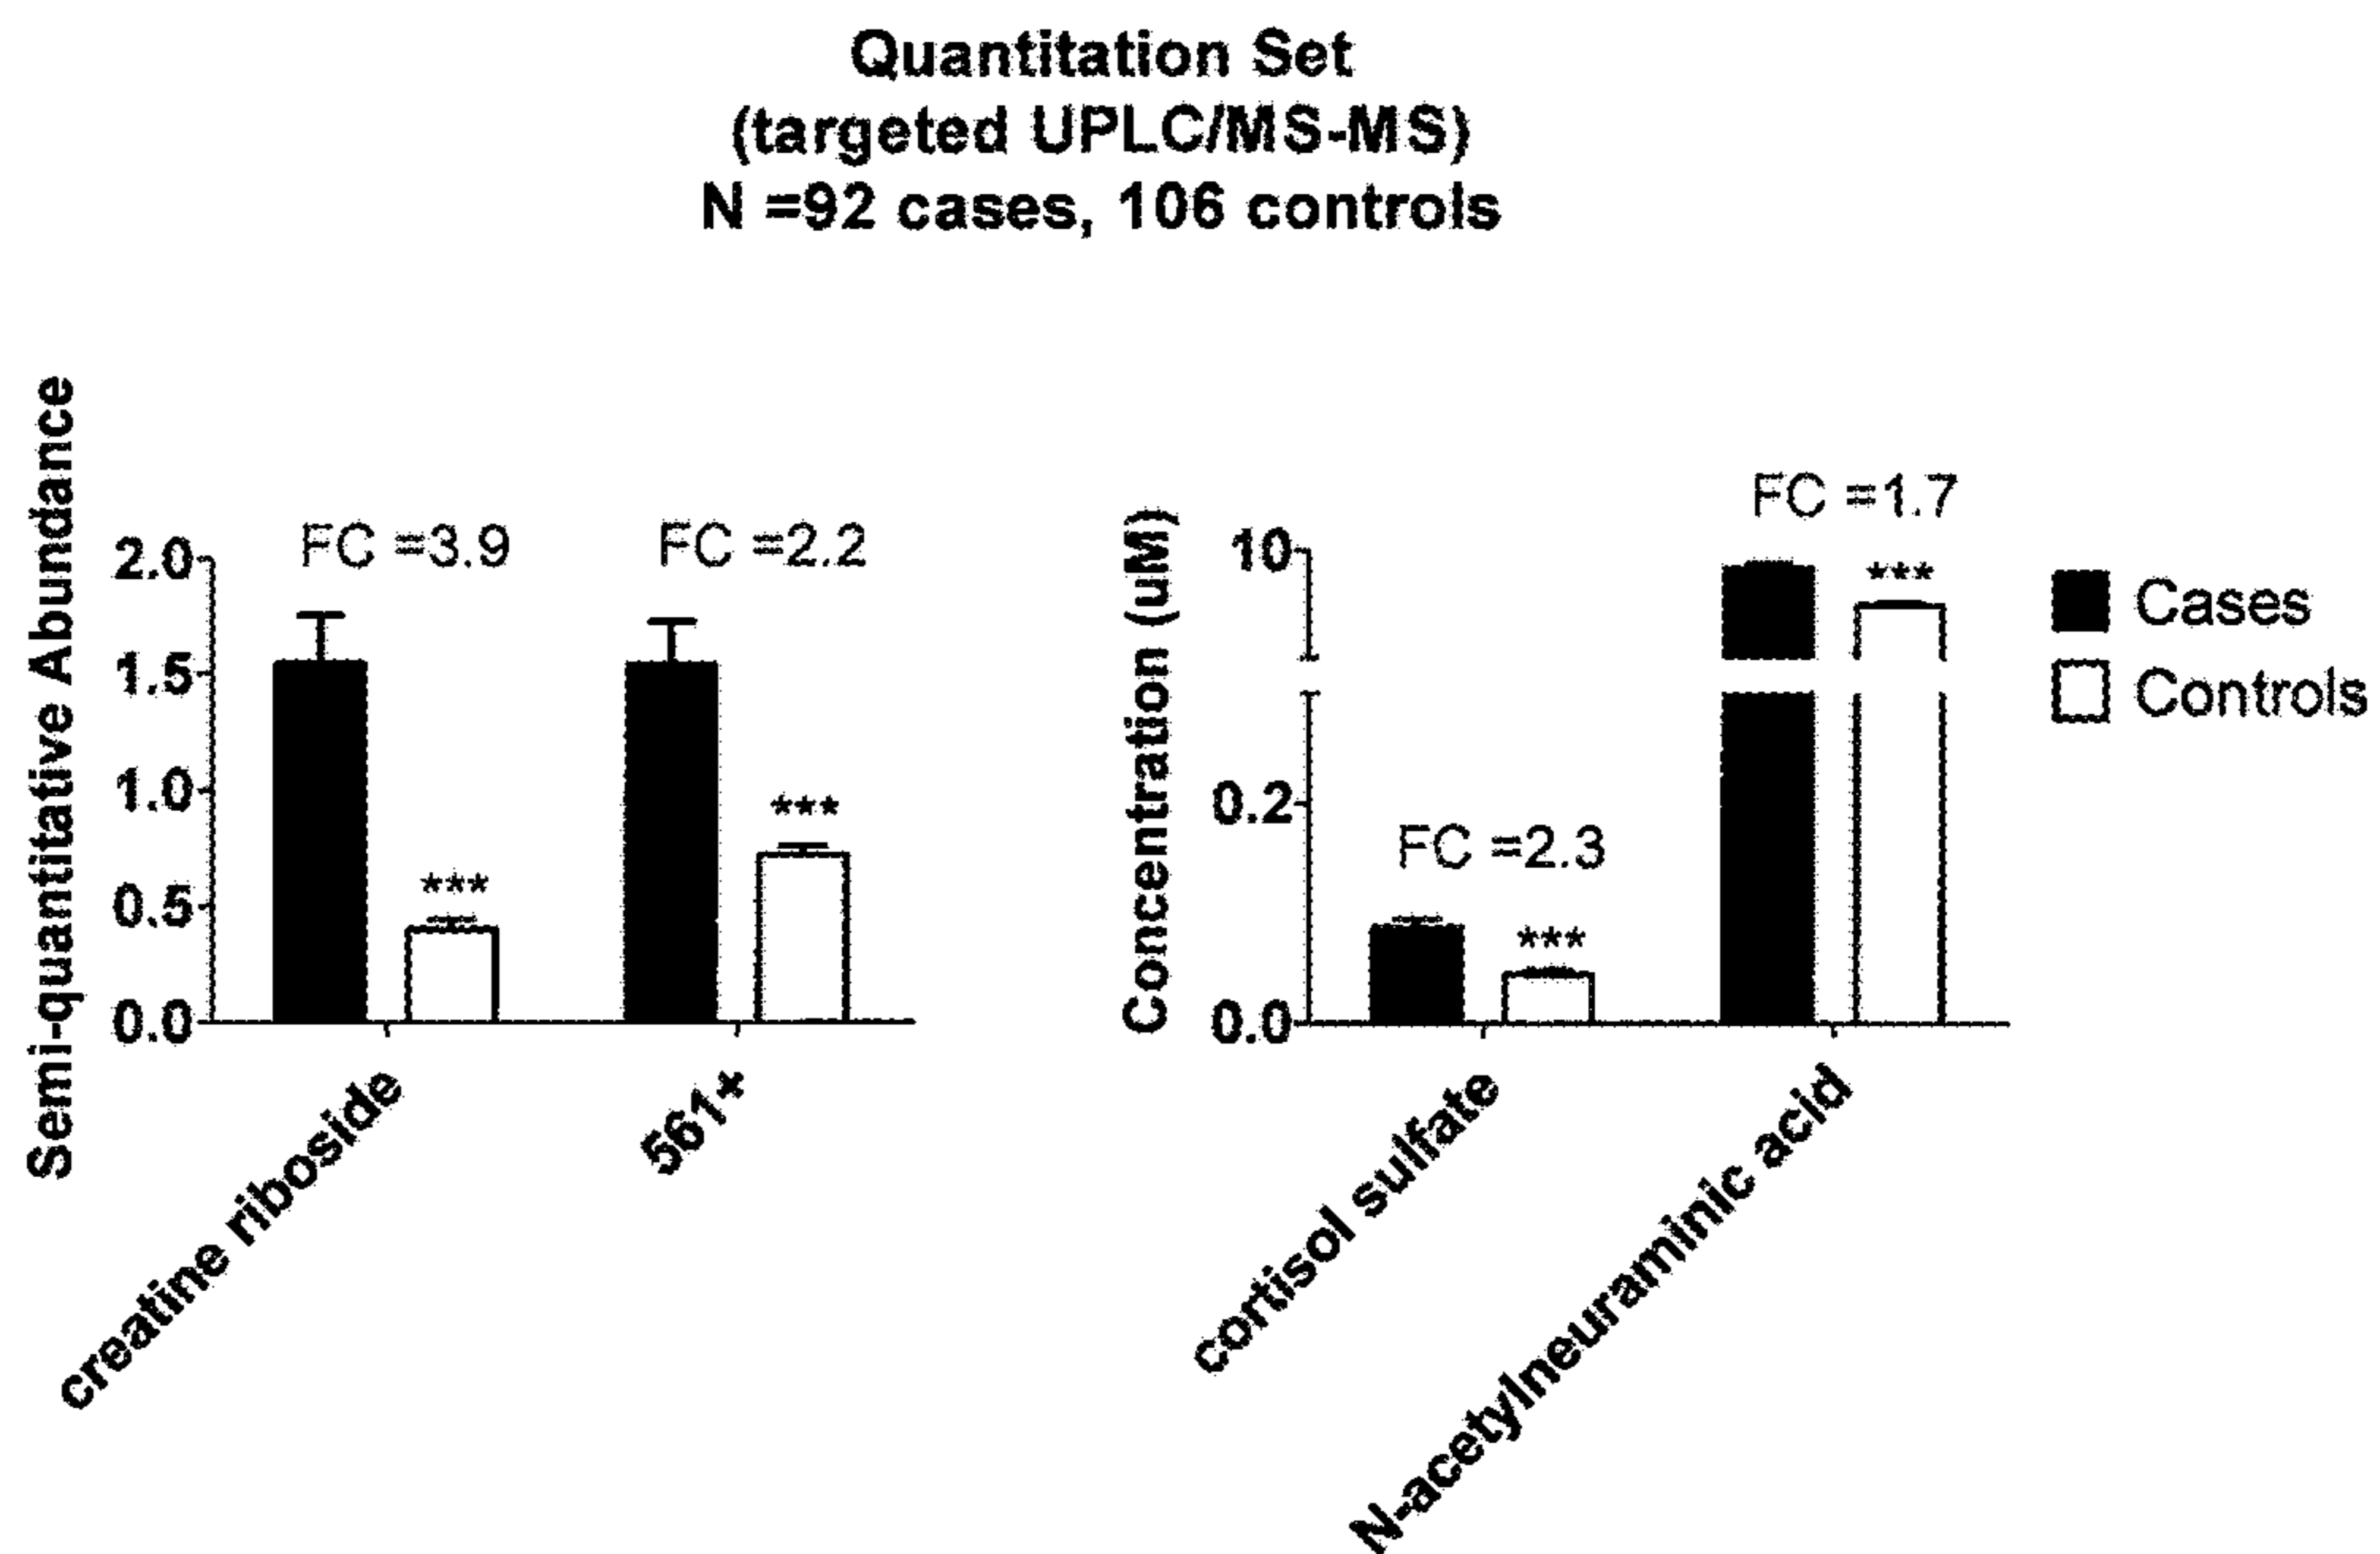 Quantitation Set
(targeted UPLC/MS-MS)
N =92 cases, 106 controls
Semi-quantitative Abundance
2.0
1.5
1.0
0.5
0.0
FC =3.9
FC =2.2
***
***
creatine riboside
561+
Concentration (uM)
10
0.2
0.0
FC =2.3
FC =1.7
***
***
cortisol sulfate
N-acetylneuraminic acid
Cases
Controls